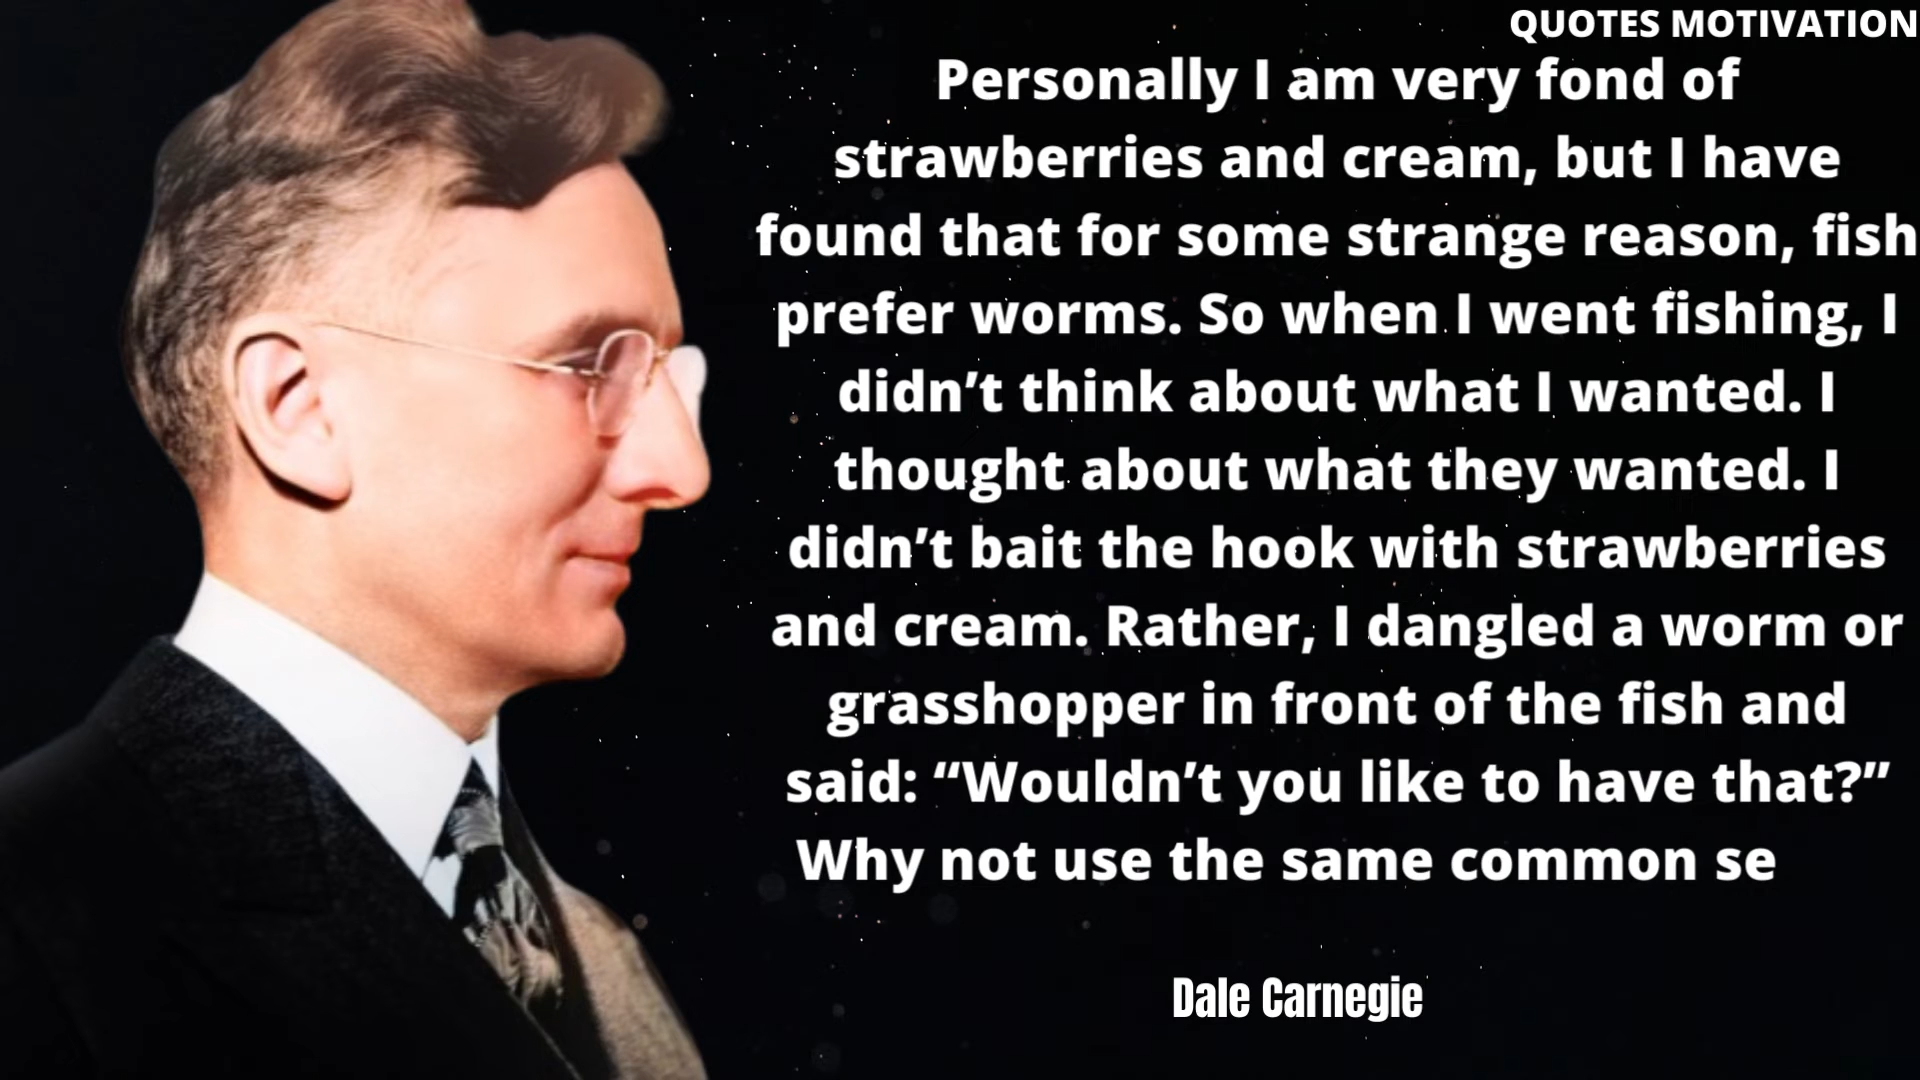 QUOTES MOTIVATION
Personally I am very fond of
strawberries and cream, but I have
found that for some strange reason, fish
prefer worms. So when I went fishing, I
didn’t think about what I wanted. I
thought about what they wanted. I
didn’t bait the hook with strawberries
and cream. Rather, I dangled a worm or
grasshopper in front of the fish and
said: “Wouldn’t you like to have that?”
Why not use the same common se
Dale Carnegie